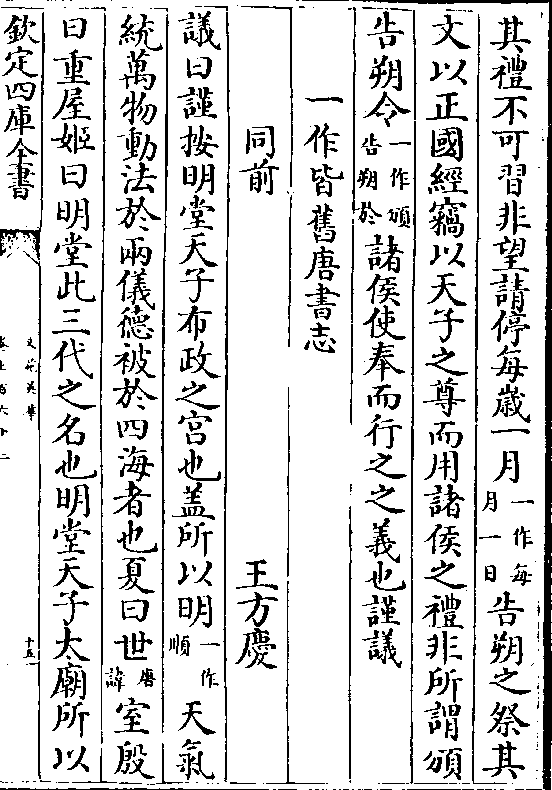 其禮不可習非望請停每歲一月一作每月一日告朔之祭其
文以正國經竊以天子之尊而用諸侯之禮非所謂頒
告朔令一作頒告朔於諸侯使奉而行之之義也謹議
一作皆舊唐書志
同前 王方慶
議曰謹按明堂天子布政之宮也蓋所以明一作順天氣
統萬物動法於兩儀德被於四海者也夏曰世唐諱室殷
曰重屋姬曰明堂此三代之名也明堂天子太廟所以
欽定四庫全書
文苑英華
卷七百六十二
十五